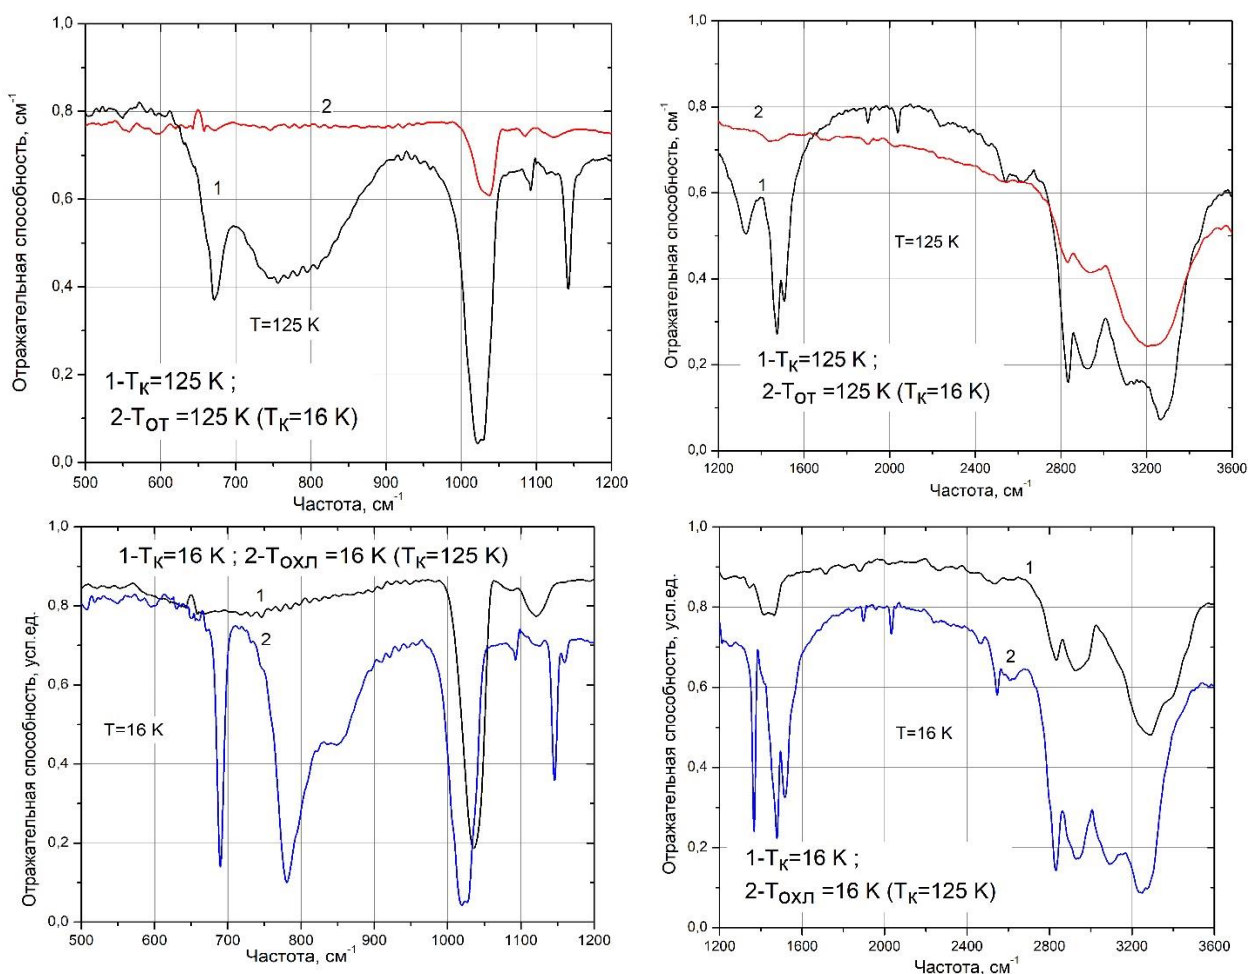 1,0
0,8
0,6
0,4
0,2
0,0
Отражательная способность, см⁻¹
2
1
T=125 K
1-Tк=125 K ;
2-Tот =125 K (Tк=16 K)
500 600 700 800 900 1000 1100 1200
Частота, см⁻¹
1,0
0,8
0,6
0,4
0,2
0,0
Отражательная способность, см⁻¹
2
1
T=125 K
1-Tк=125 K ;
2-Tот =125 K (Tк=16 K)
1200 1600 2000 2400 2800 3200 3600
Частота, см⁻¹
1,0
0,8
0,6
0,4
0,2
0,0
Отражательная способность, усл.ед.
1-Tк=16 K ; 2-Tохл =16 K (Tк=125 K)
1
2
T=16 K
500 600 700 800 900 1000 1100 1200
Частота, см⁻¹
1,0
0,8
0,6
0,4
0,2
0,0
Отражательная способность, усл.ед.
1
2
T=16 K
1-Tк=16 K ;
2-Tохл =16 K (Tк=125 K)
1200 1600 2000 2400 2800 3200 3600
Частота, см⁻¹